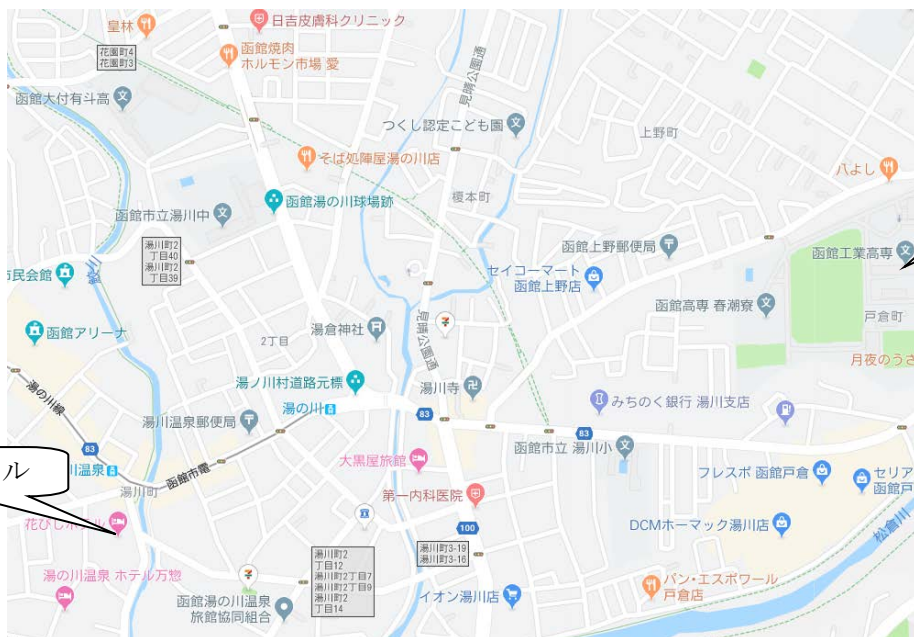 皇林
日吉皮膚科クリニック
花園町4
花園町3
函館焼肉
ホルモン市場 愛
見晴公園通
函館大付有斗高
つくし認定こども園
上野町
そば処陣屋湯の川店
八よし
榎本町
函館湯の川球場跡
函館市立湯川中
湯川町2
丁目40
湯川町2
丁目39
函館上野郵便局
函館工業高専
市民会館
鮫川
セイコーマート
函館上野店
函館高専 春潮寮
戸倉町
函館アリーナ
2丁目
湯倉神社
見晴公園通
月夜のうさ
湯ノ川村道路元標
湯川寺
湯の川線
湯の川
83
みちのく銀行 湯川支店
湯川温泉郵便局
83
函館市立 湯川小
83
ル
川温泉
函館市電
大黒屋旅館
フレスポ 函館戸倉
セリア
函館戸
湯川町
第一内科医院
花びしホテル
100
DCMホーマック湯川店
松倉川
湯川町2
丁目12
湯川町2丁目7
湯川町2丁目9
湯川町2
丁目14
湯川町3-19
湯川町3-16
湯の川温泉 ホテル万惣
パン・エスポワール
戸倉店
函館湯の川温泉
旅館協同組合
イオン湯川店